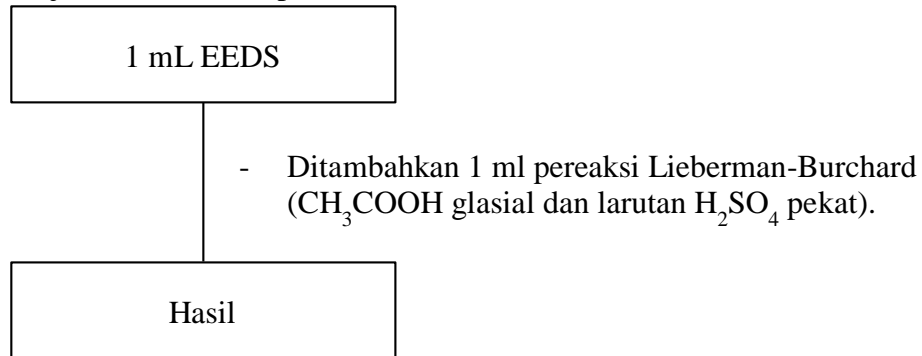 1 mL EEDS
- Ditambahkan 1 ml pereaksi Lieberman-Burchard
(CH₃COOH glasial dan larutan H₂SO₄ pekat).
Hasil